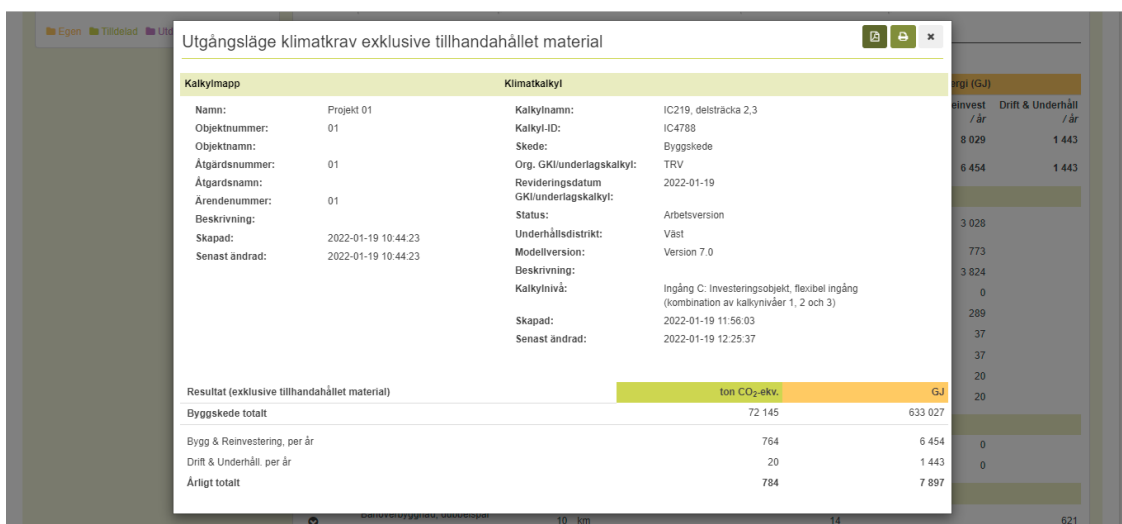 Egen Tilldelad
Utgångsläge klimatkrav exklusive tillhandahållet material
Kalkylmapp
Namn: Projekt 01
Objektnummer: 01
Objektnamn:
Åtgärdsnummer: 01
Åtgardsnamn:
Ärendenummer: 01
Beskrivning:
Skapad: 2022-01-19 10:44:23
Senast ändrad: 2022-01-19 10:44:23
Klimatkalkyl
Kalkylnamn: IC219, delsträcka 2,3
Kalkyl-ID: IC4788
Skede: Byggskede
Org. GKI/underlagskalkyl: TRV
Revideringsdatum 2022-01-19
GKI/underlagskalkyl:
Status: Arbetsversion
Underhållsdistrikt: Väst
Modellversion: Version 7.0
Beskrivning:
Kalkylnivå: Ingång C: Investeringsobjekt, flexibel ingång
(kombination av kalkynivåer 1, 2 och 3)
Skapad: 2022-01-19 11:56:03
Senast ändrad: 2022-01-19 12:25:37
Resultat (exklusive tillhandahållet material) ton CO₂-ekv. GJ
Byggskede totalt 72 145 633 027
Bygg & Reinvestering, per år 764 6 454
Drift & Underhåll. per år 20 1 443
Årligt totalt 784 7 897
ergi (GJ)
einvest Drift & Underhåll
/ år / år
8 029 1 443
6 454 1 443
3 028
773
3 824
0
289
37
37
20
20
0
0
10 km 14 621